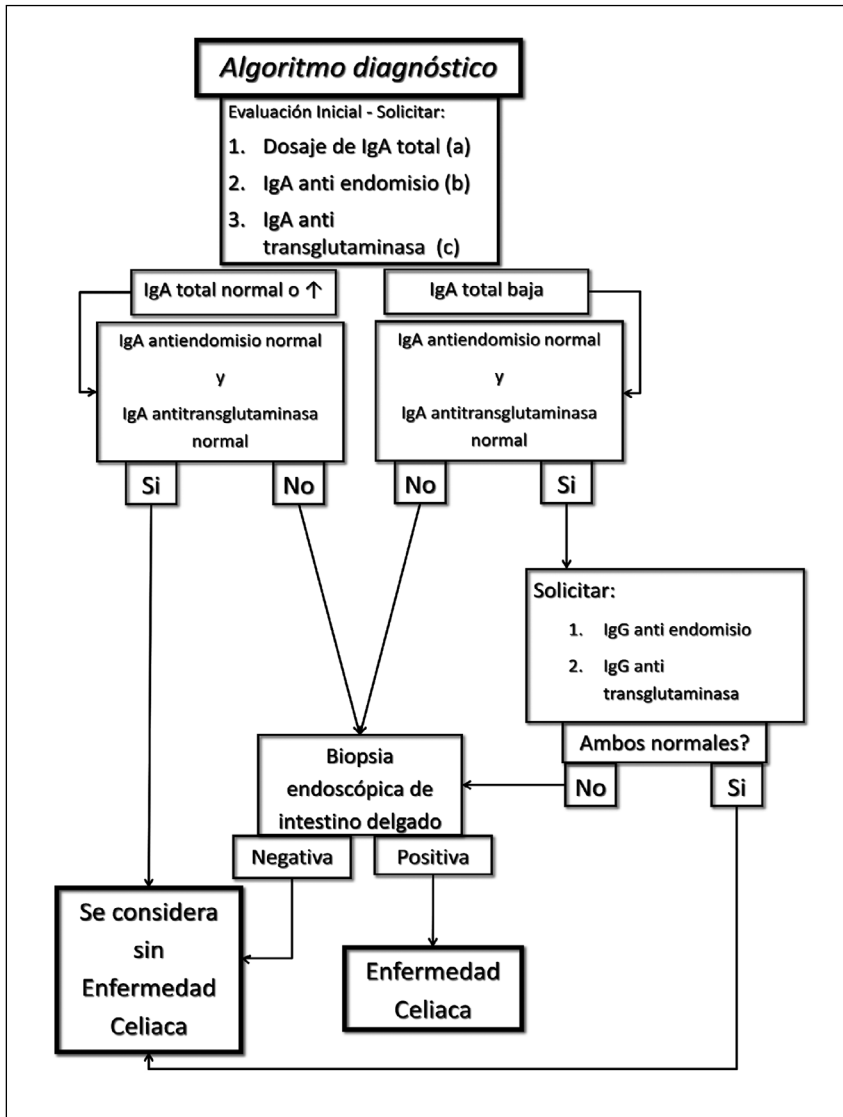 Algoritmo diagnóstico
Evaluación Inicial - Solicitar:
1. Dosaje de IgA total (a)
2. IgA anti endomisio (b)
3. IgA anti
transglutaminasa (c)
IgA total normal o ↑
IgA total baja
IgA antiendomisio normal
y
IgA antitransglutaminasa
normal
IgA antiendomisio normal
y
IgA antitransglutaminasa
normal
Si
No
No
Si
Solicitar:
1. IgG anti endomisio
2. IgG anti
transglutaminasa
Ambos normales?
No
Si
Biopsia
endoscópica de
intestino delgado
Negativa
Positiva
Se considera
sin
Enfermedad
Celiaca
Enfermedad
Celiaca